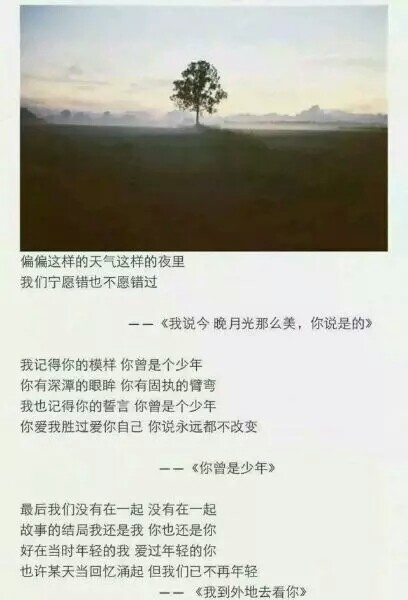 偏偏这样的天气这样的夜里
我们宁愿错也不愿错过
——《我说今 晚月光那么美，你说是的》
我记得你的模样 你曾是个少年
你有深潭的眼眸 你有固执的臂弯
我也记得你的誓言 你曾是个少年
你爱我胜过爱你自己 你说永远都不改变
——《你曾是少年》
最后我们没有在一起 没有在一起
故事的结局我还是我 你也还是你
好在当时年轻的我 爱过年轻的你
也许某天当回忆涌起 但我们已不再年轻
——《我到外地去看你》